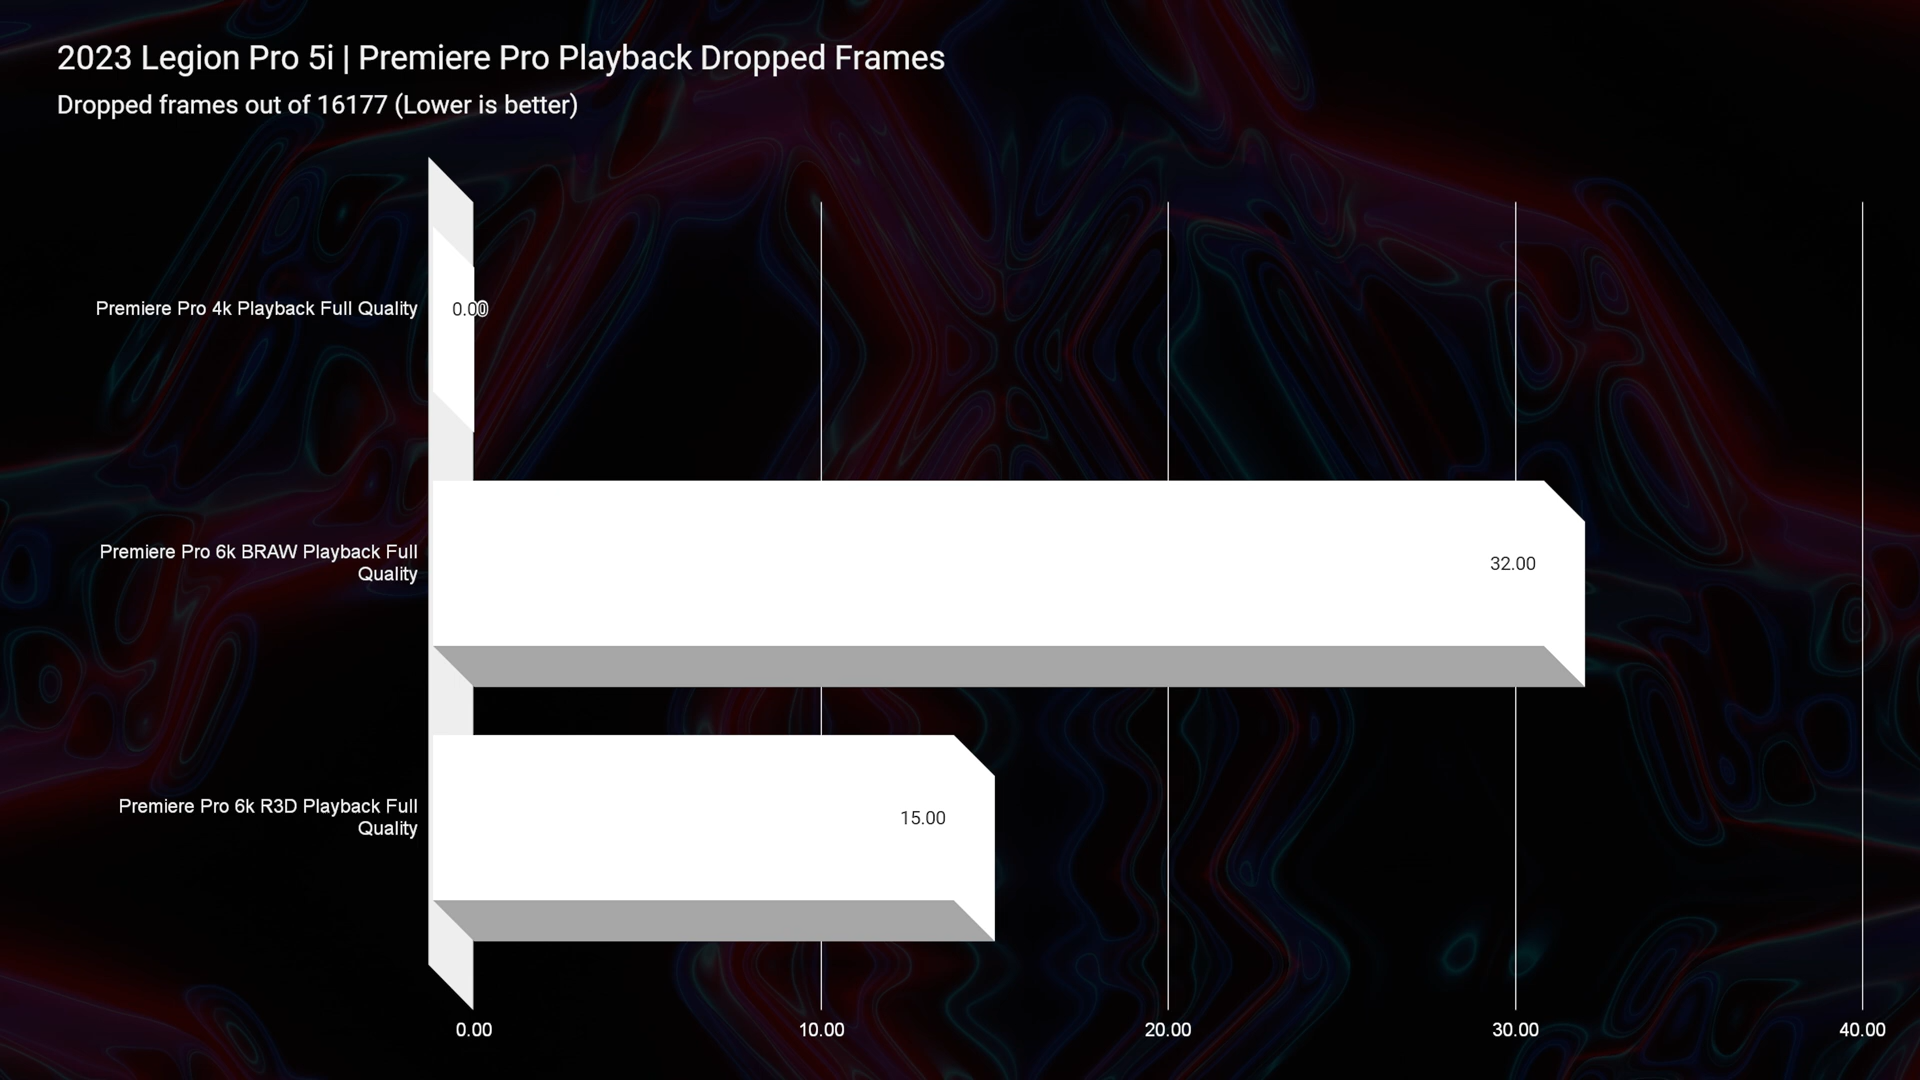 2023 Legion Pro 5i | Premiere Pro Playback Dropped Frames
Dropped frames out of 16177 (Lower is better)
Premiere Pro 4k Playback Full Quality
0.00
Premiere Pro 6k BRAW Playback Full
Quality
32.00
Premiere Pro 6k R3D Playback Full
Quality
15.00
0.00 10.00 20.00 30.00 40.00